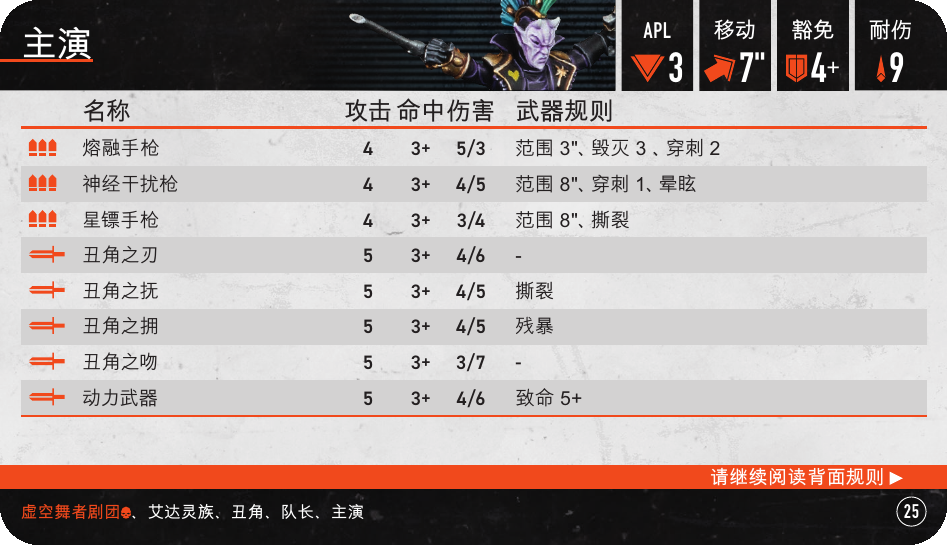 主演
APL 移动 豁免 耐伤
3 7" 4+ 9
名称 攻击 命中 伤害 武器规则
熔融手枪 4 3+ 5/3 范围 3"、毁灭 3 、穿刺 2
神经干扰枪 4 3+ 4/5 范围 8"、穿刺 1、晕眩
星镖手枪 4 3+ 3/4 范围 8"、撕裂
丑角之刃 5 3+ 4/6 -
丑角之抚 5 3+ 4/5 撕裂
丑角之拥 5 3+ 4/5 残暴
丑角之吻 5 3+ 3/7 -
动力武器 5 3+ 4/6 致命 5+
请继续阅读背面规则 ▶
虚空舞者剧团、艾达灵族、丑角、队长、主演
25